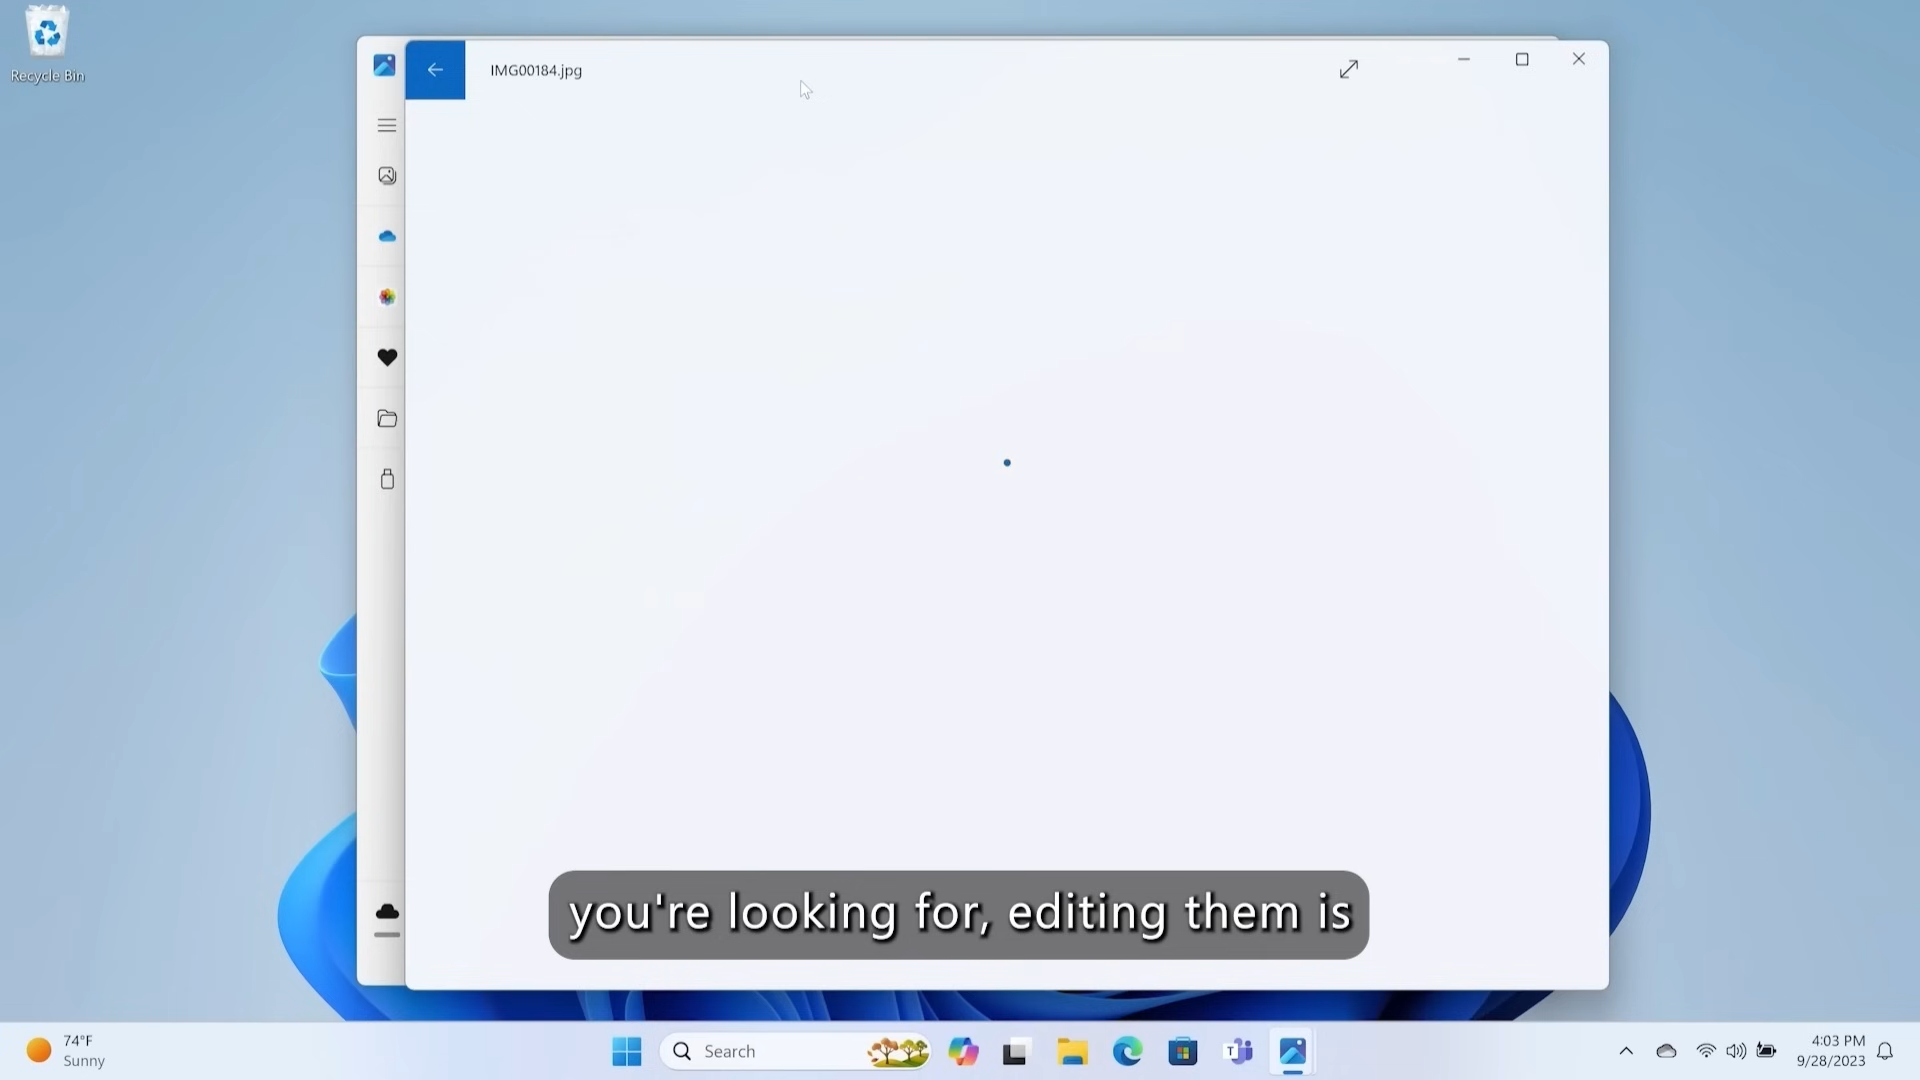 Recycle Bin
IMG00184.jpg
you're looking for, editing them is
74°F
Sunny
Search
4:03 PM
9/28/2023